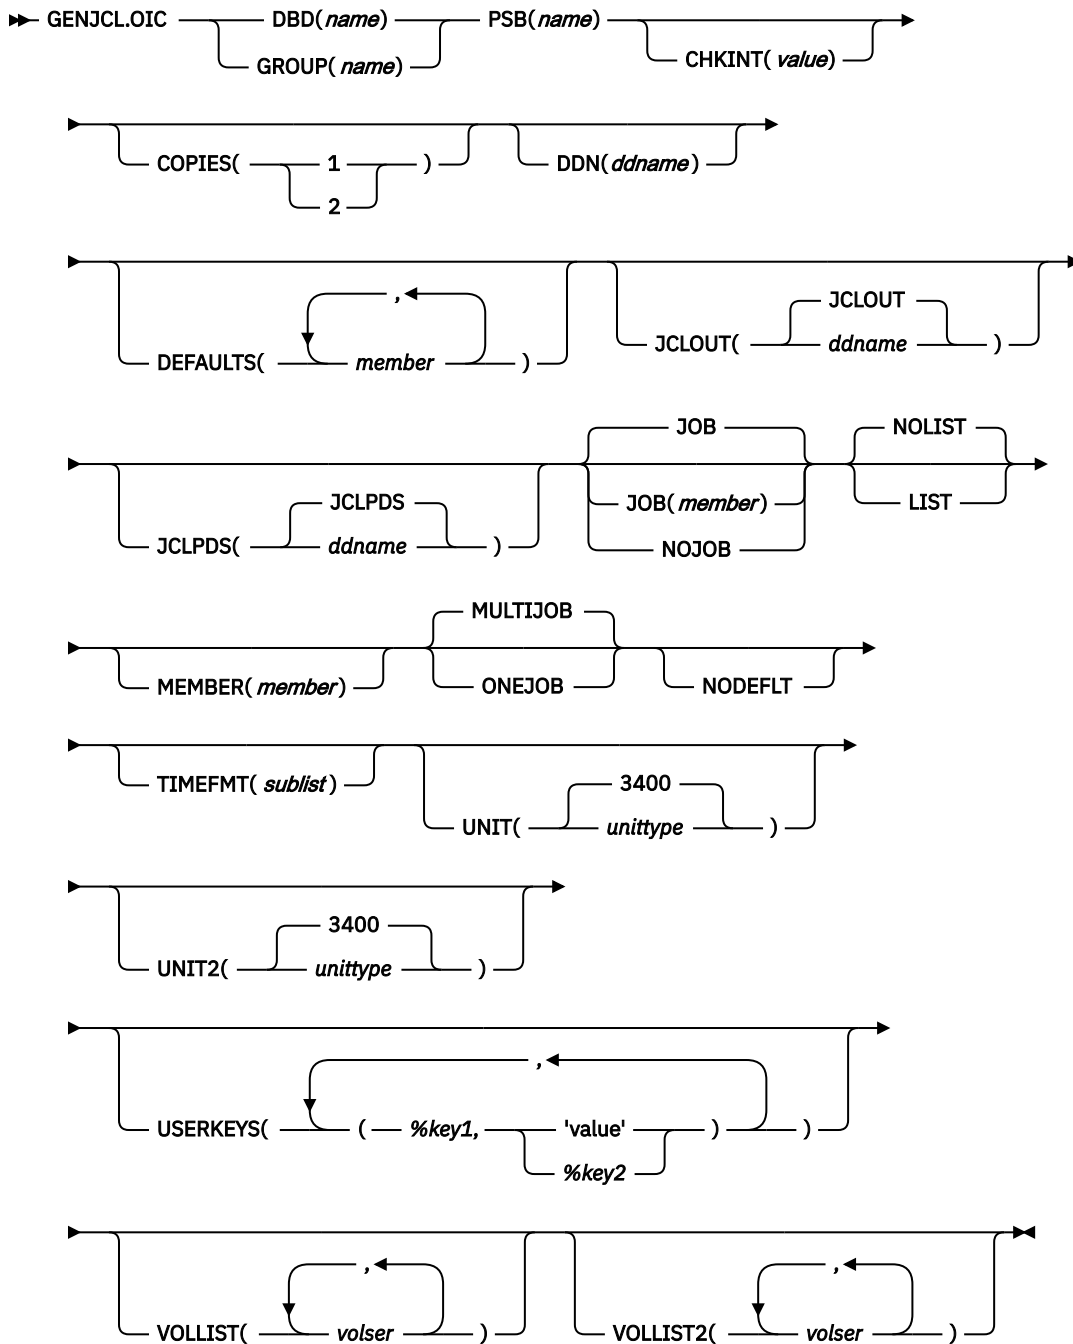 GENJCL.OIC DBD(name) PSB(name)
GROUP(name) CHKINT(value)
COPIES( 1 ) DDN(ddname)
2
,
JCLOUT
DEFAULTS( member ) JCLOUT( ddname )
JOB NOLIST
JCLPDS JOB(member) LIST
JCLPDS( ddname ) NOJOB
MULTIJOB
MEMBER(member) ONEJOB NODEFLT
TIMEFMT(sublist) 3400
UNIT( unittype )
3400
UNIT2( unittype )
,
USERKEYS( ( %key1, 'value' ) )
%key2
, ,
VOLLIST( volser ) VOLLIST2( volser )